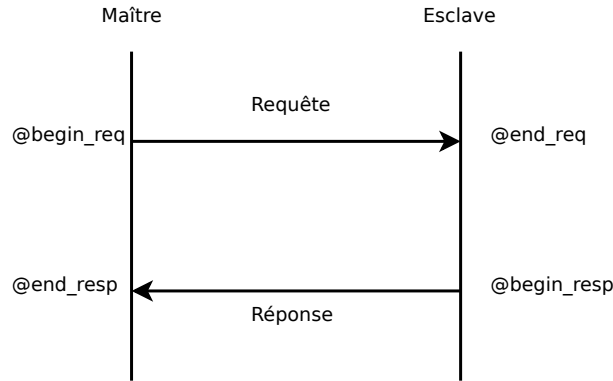 Maître
Esclave
Requête
@begin_req
@end_req
@end_resp
@begin_resp
Réponse